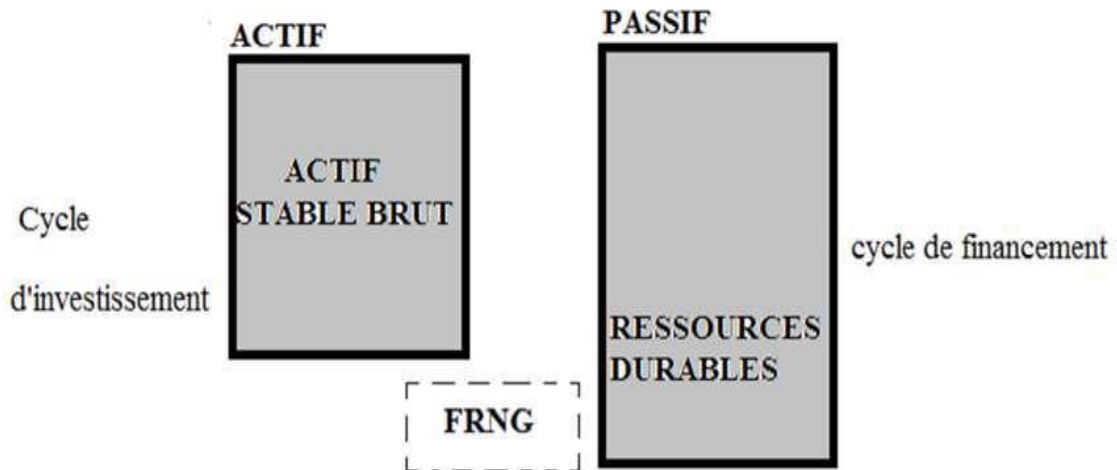 ACTIF
PASSIF
ACTIF
STABLE BRUT
Cycle
d'investissement
cycle de financement
RESSOURCES
DURABLES
FRNG